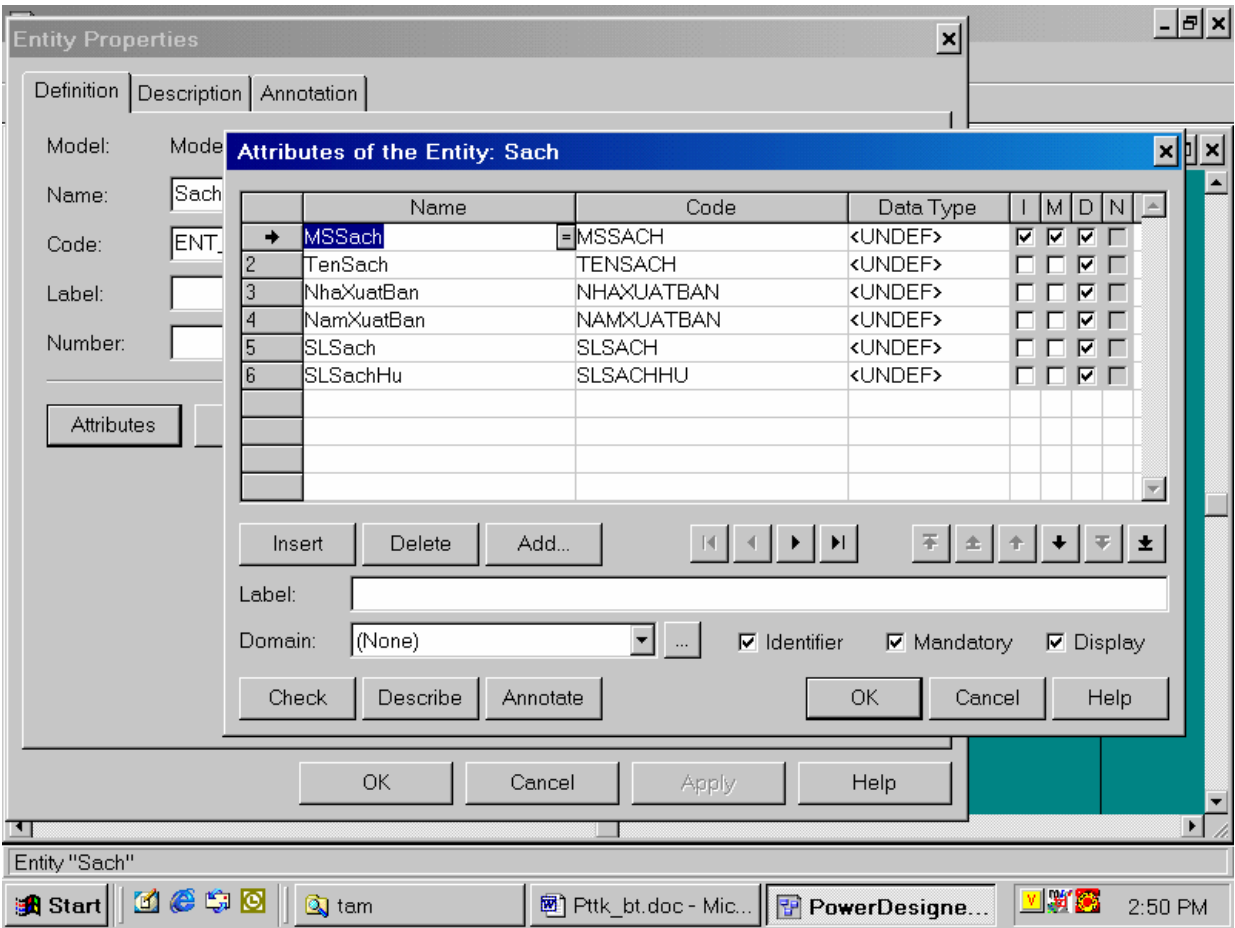 Entity Properties
Definition Description Annotation
Model: Mode
Name: Sach
Code: ENT_
Label:
Number:
Attributes
Attributes of the Entity: Sach
Name Code Data Type I M D N
MSSach = MSSACH <UNDEF>
2 TenSach TENSACH <UNDEF>
3 NhaXuatBan NHAXUATBAN <UNDEF>
4 NamXuatBan NAMXUATBAN <UNDEF>
5 SLSach SLSACH <UNDEF>
6 SLSachHu SLSACHHU <UNDEF>
Insert Delete Add...
Label:
Domain: (None) ... Identifier Mandatory Display
Check Describe Annotate OK Cancel Help
OK Cancel Apply Help
Entity "Sach"
Start tam Pttk_bt.doc - Mic... PowerDesigne... V 2:50 PM